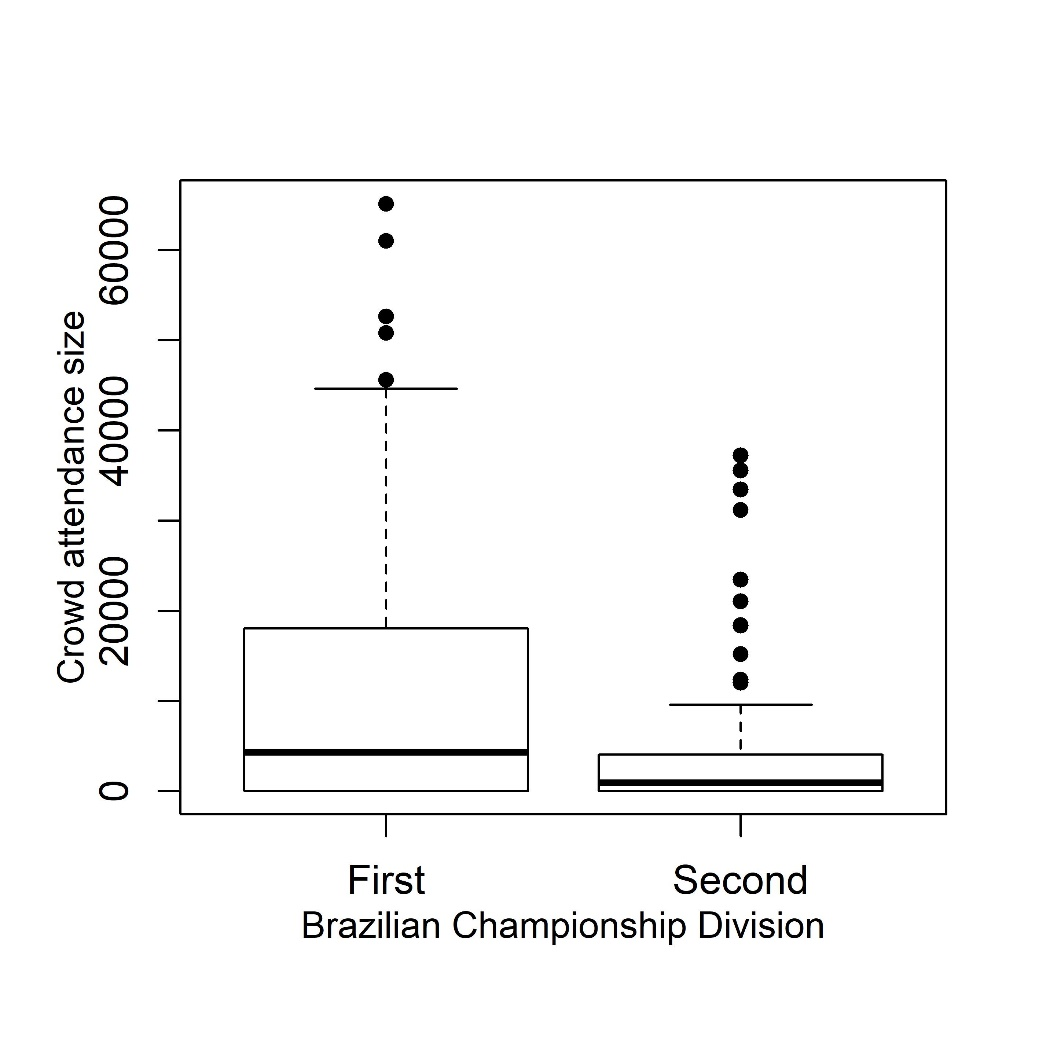 Crowd attendance size
60000
40000
20000
0
First Second
Brazilian Championship Division